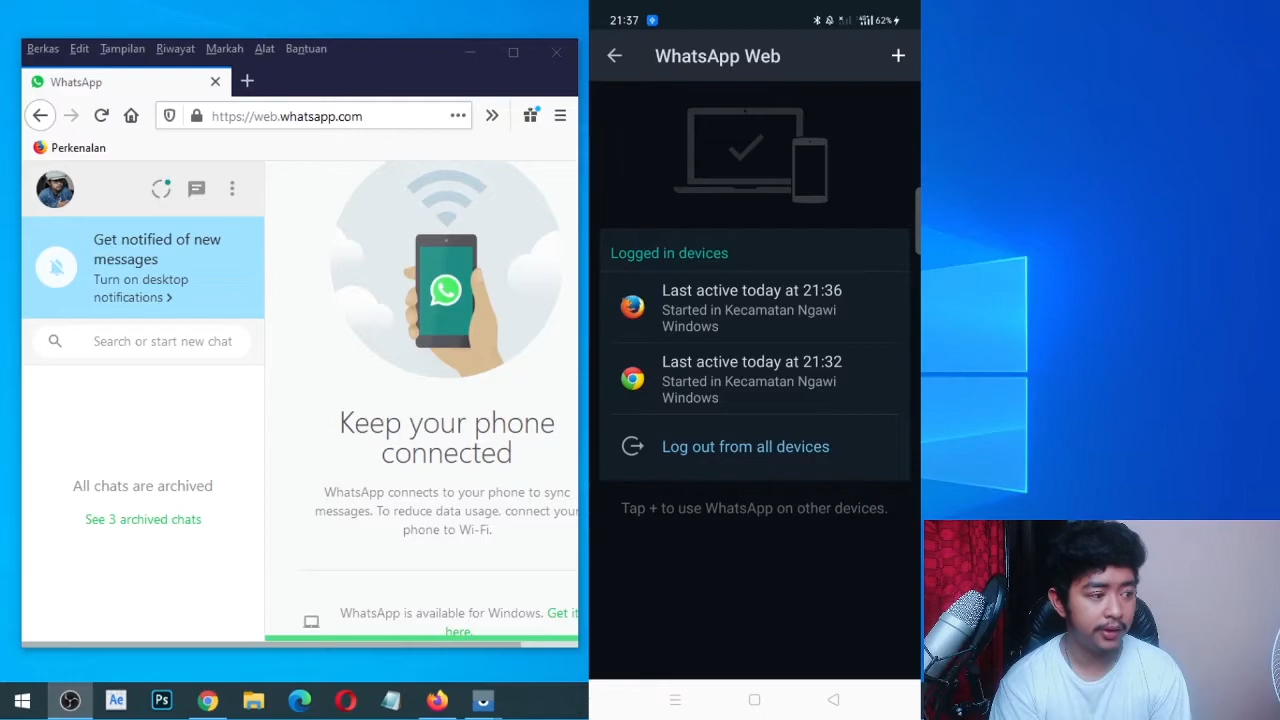 Berkas Edit Tampilan Riwayat Markah Alat Bantuan
WhatsApp
https://web.whatsapp.com
Perkenalan
Get notified of new
messages
Turn on desktop
notifications
Search or start new chat
All chats are archived
See 3 archived chats
Keep your phone
connected
WhatsApp connects to your phone to sync
messages. To reduce data usage, connect your
phone to Wi-Fi.
WhatsApp is available for Windows. Get it
here.
Ae
Ps
21:37
62%
WhatsApp Web
Logged in devices
Last active today at 21:36
Started in Kecamatan Ngawi
Windows
Last active today at 21:32
Started in Kecamatan Ngawi
Windows
Log out from all devices
Tap + to use WhatsApp on other devices.